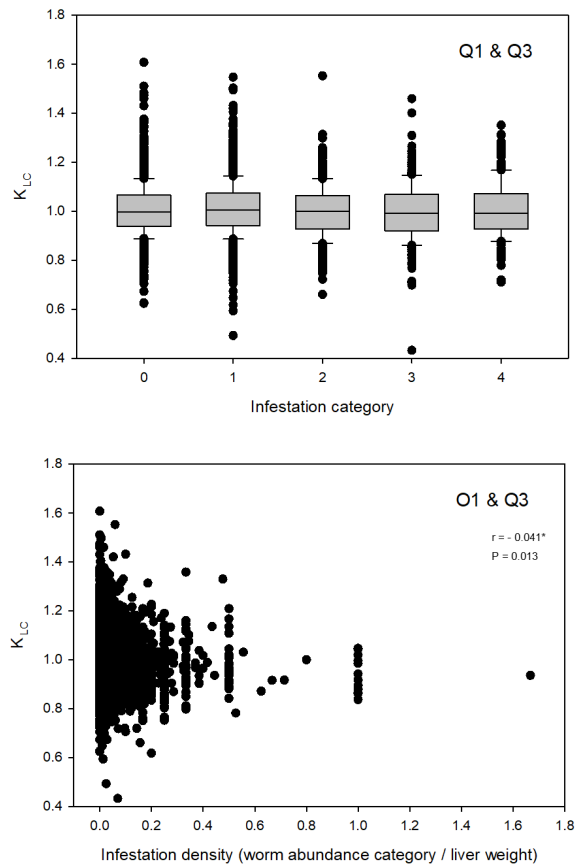 1.8
Q1 & Q3
1.6
1.4
1.2
K LC
1.0
0.8
0.6
0.4
0 1 2 3 4
Infestation category
1.8
O1 & Q3
1.6
r = - 0.041*
P = 0.013
1.4
1.2
K LC
1.0
0.8
0.6
0.4
0.0 0.2 0.4 0.6 0.8 1.0 1.2 1.4 1.6 1.8
Infestation density (worm abundance category / liver weight)